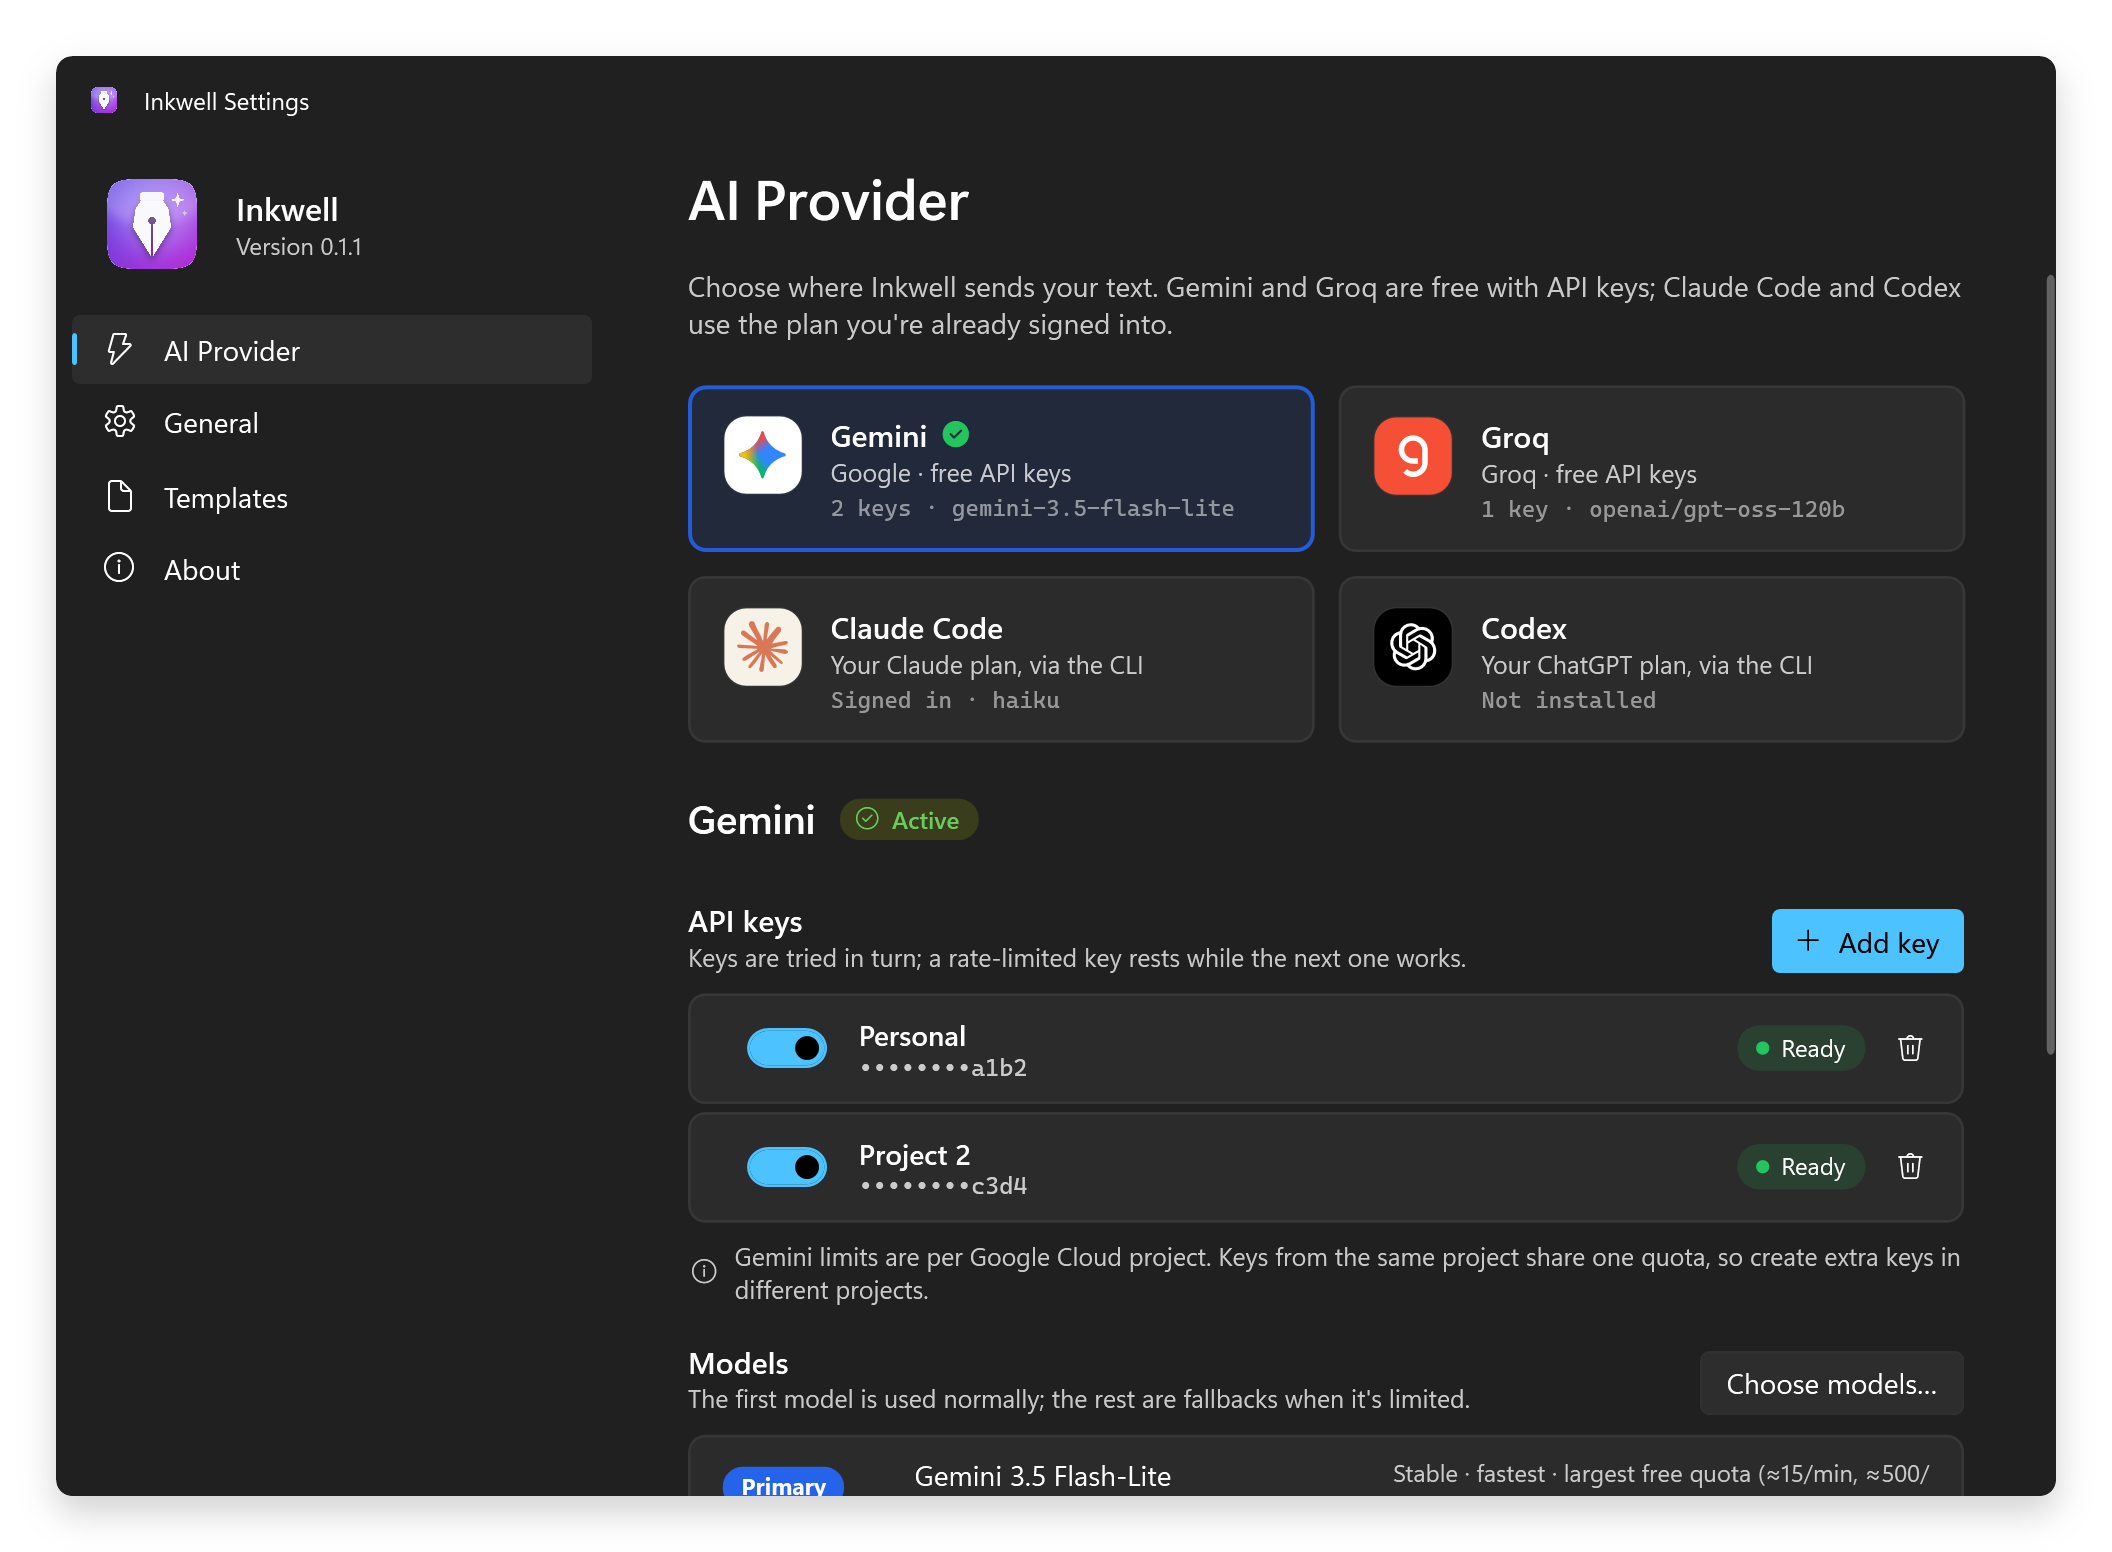 Inkwell Settings
Inkwell
Version 0.1.1
AI Provider
General
Templates
About
AI Provider
Choose where Inkwell sends your text. Gemini and Groq are free with API keys; Claude Code and Codex
use the plan you're already signed into.
Gemini
Google · free API keys
2 keys · gemini-3.5-flash-lite
Groq
Groq · free API keys
1 key · openai/gpt-oss-120b
Claude Code
Your Claude plan, via the CLI
Signed in · haiku
Codex
Your ChatGPT plan, via the CLI
Not installed
Gemini Active
API keys
Keys are tried in turn; a rate-limited key rests while the next one works.
+ Add key
Personal
••••••••a1b2
Ready
Project 2
••••••••c3d4
Ready
Gemini limits are per Google Cloud project. Keys from the same project share one quota, so create extra keys in
different projects.
Models
The first model is used normally; the rest are fallbacks when it's limited.
Choose models...
Primary
Gemini 3.5 Flash-Lite
Stable · fastest · largest free quota (≈15/min, ≈500/